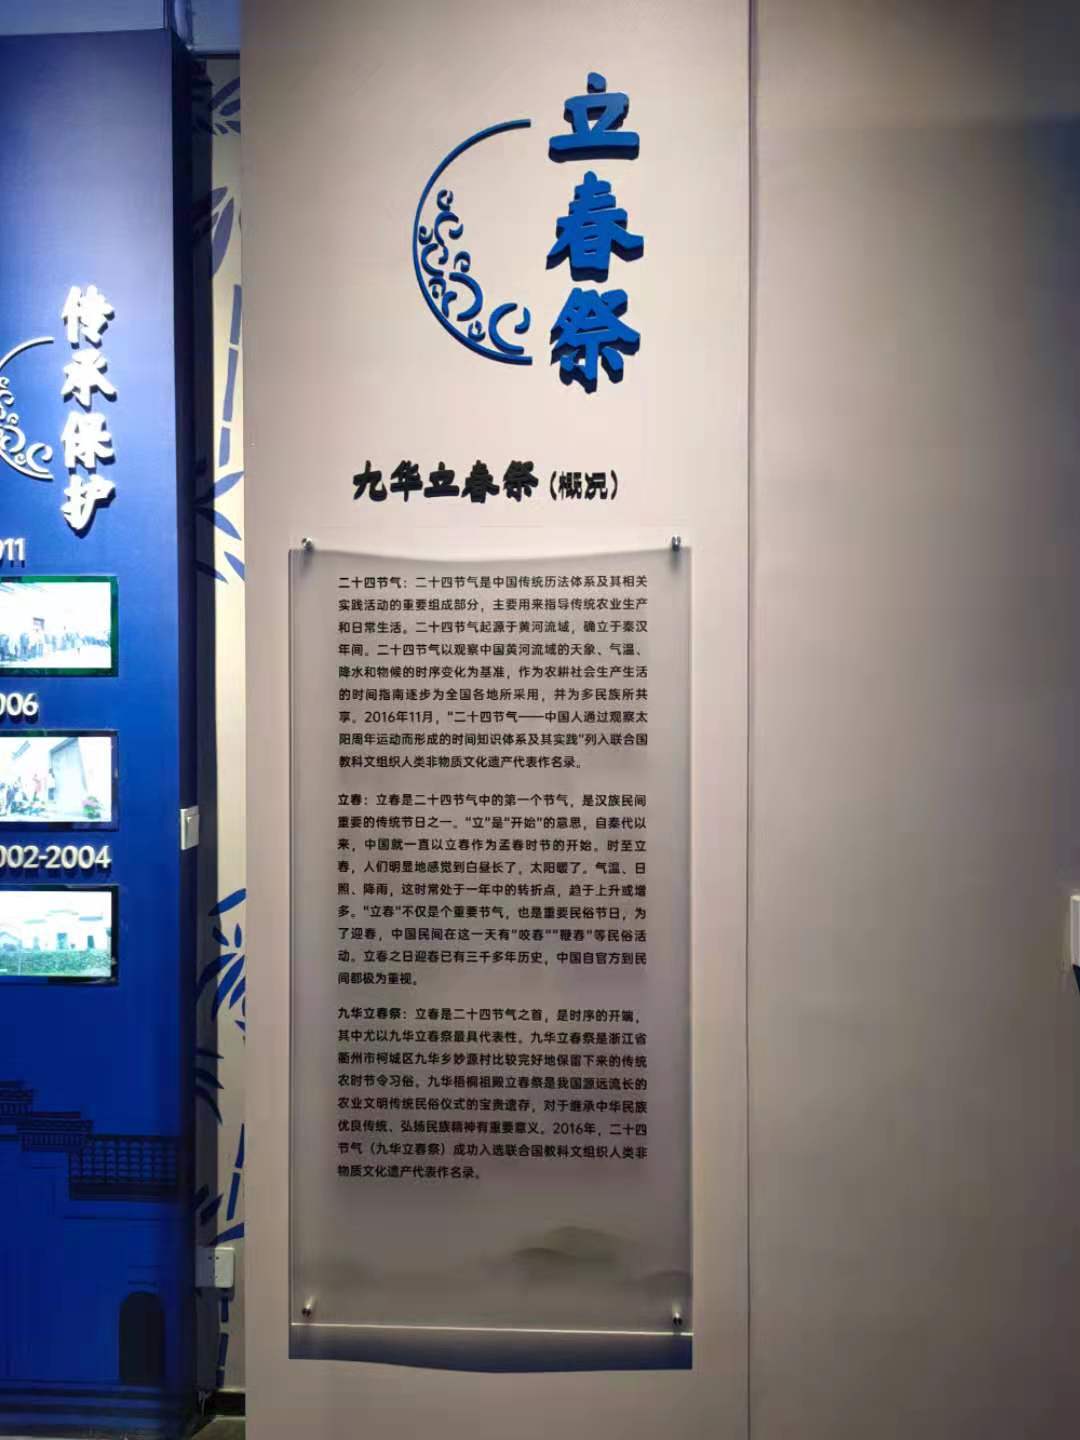 传承保护
011
006
002-2004
立春祭
九华立春祭（概况）
二十四节气：二十四节气是中国传统历法体系及其相关
实践活动的重要组成部分，主要用来指导传统农业生产
和日常生活。二十四节气起源于黄河流域，确立于秦汉
年间。二十四节气以观察中国黄河流域的天象、气温、
降水和物候的时序变化为基准，作为农耕社会生产生活
的时间指南逐步为全国各地所采用，并为多民族所共
享。2016年11月，“二十四节气——中国人通过观察太
阳周年运动而形成的时间知识体系及其实践”列入联合国
教科文组织人类非物质文化遗产代表作名录。
立春：立春是二十四节气中的第一个节气，是汉族民间
重要的传统节日之一。“立”是“开始”的意思，自秦代以
来，中国就一直以立春作为孟春时节的开始。时至立
春，人们明显地感觉到白昼长了，太阳暖了。气温、日
照、降雨，这时常处于一年中的转折点，趋于上升或增
多。“立春”不仅是个重要节气，也是重要民俗节日，为
了迎春，中国民间在这一天有“咬春”“鞭春”等民俗活
动。立春之日迎春已有三千多年历史，中国自官方到民
间都极为重视。
九华立春祭：立春是二十四节气之首，是时序的开端，
其中尤以九华立春祭最具代表性。九华立春祭是浙江省
衢州市柯城区九华乡妙源村比较完好地保留下来的传统
农时节令习俗。九华梧桐祖殿立春祭是我国源远流长的
农业文明传统民俗仪式的宝贵遗存，对于继承中华民族
优良传统、弘扬民族精神有重要意义。2016年，二十四
节气（九华立春祭）成功入选联合国教科文组织人类非
物质文化遗产代表作名录。